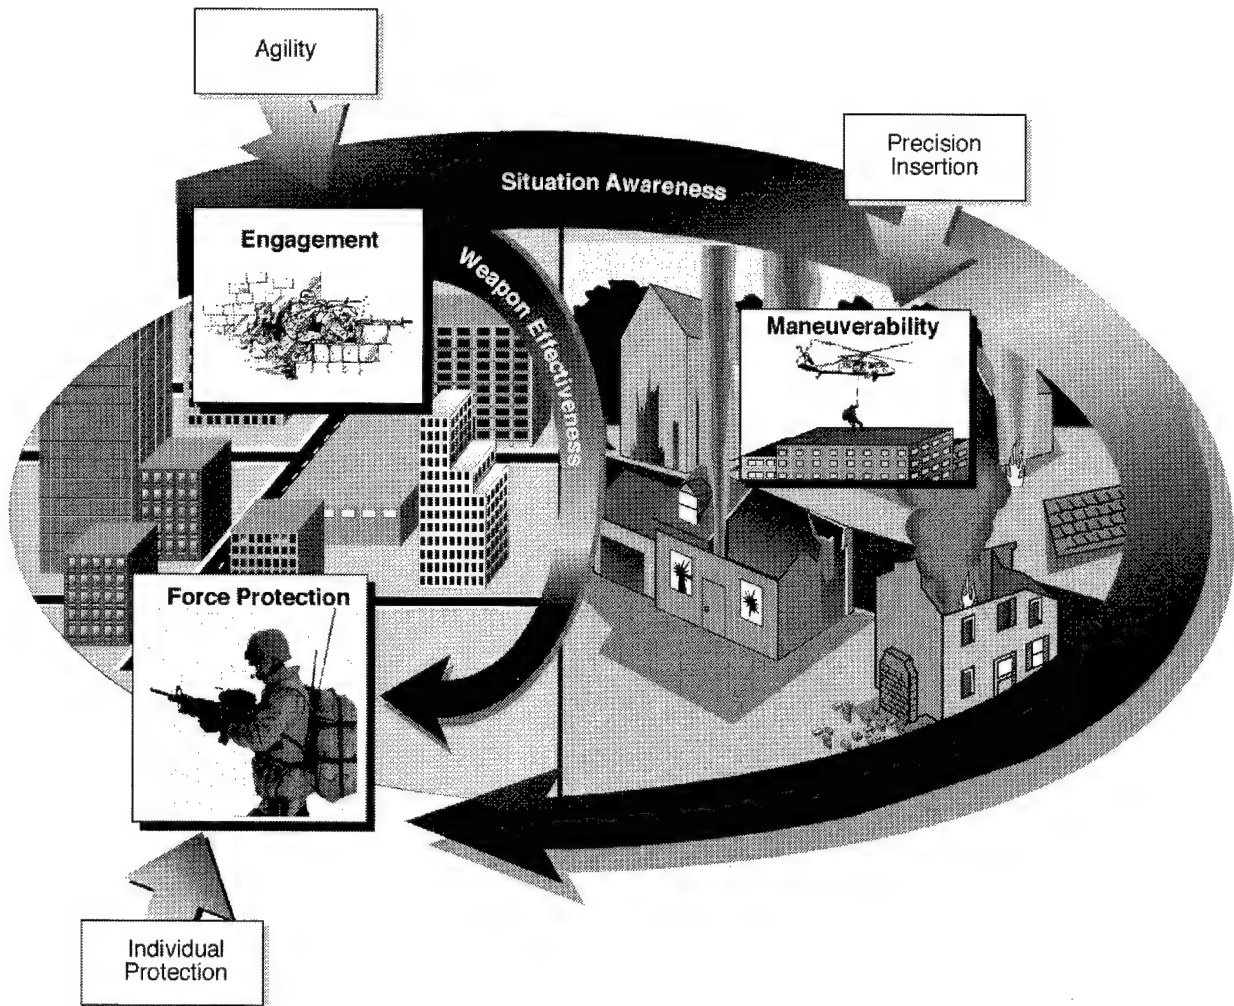 Agility
Precision
Insertion
Situation Awareness
Engagement
Weapon Effectiveness
Maneuverability
Force Protection
Individual
Protection